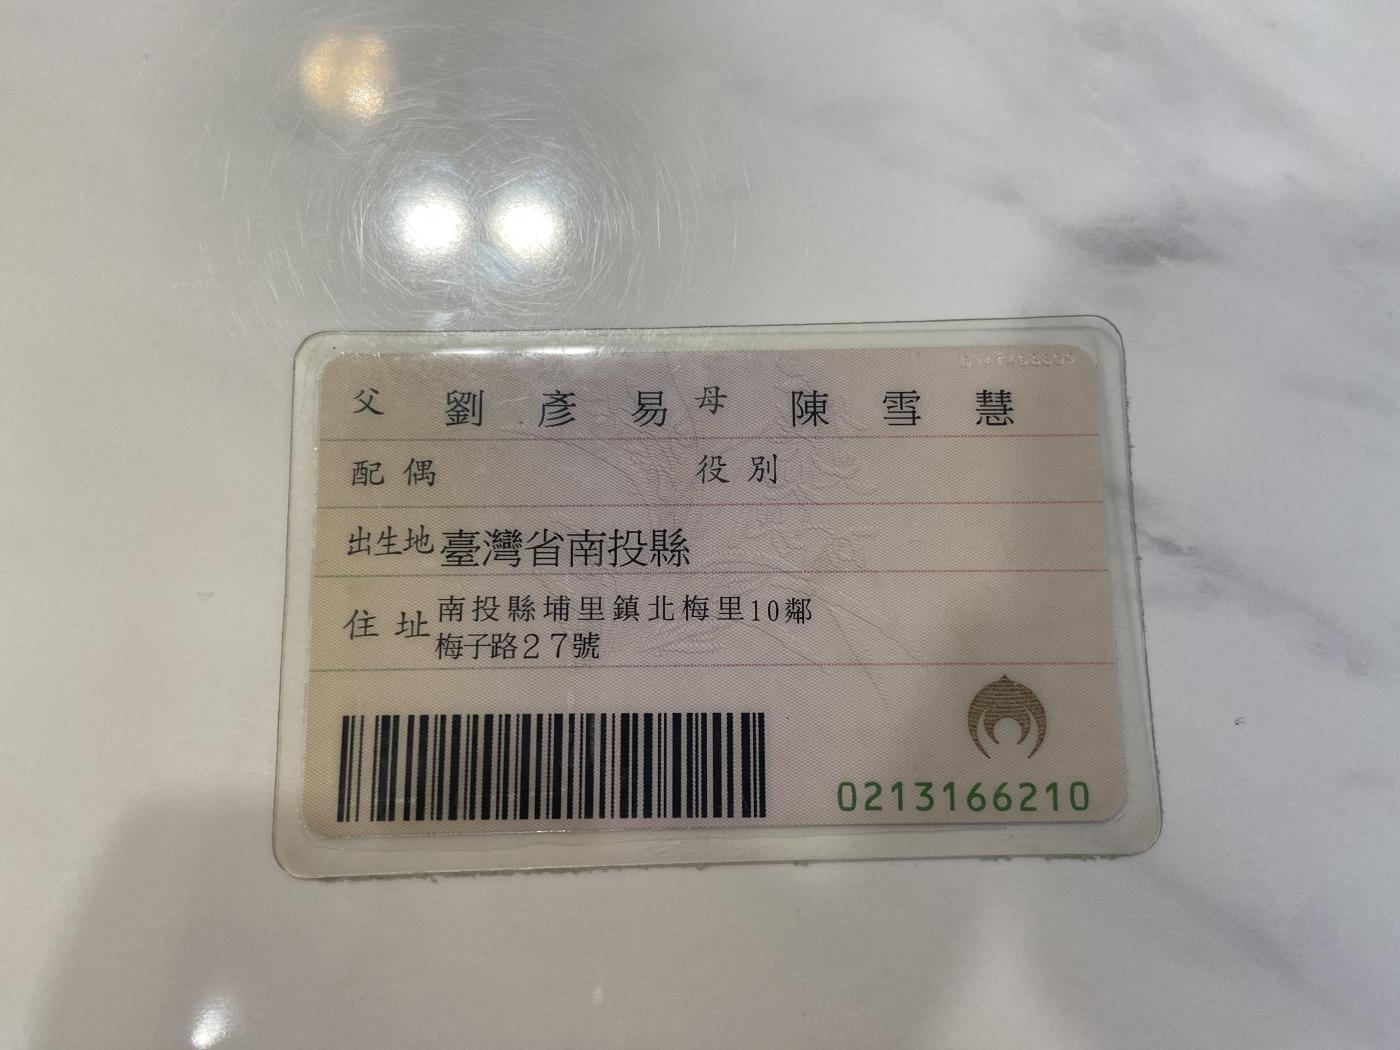 父 劉彥易 母 陳雪慧
配偶 役別
出生地 臺灣省南投縣
住址 南投縣埔里鎮北梅里10鄰
梅子路27號
0213166210